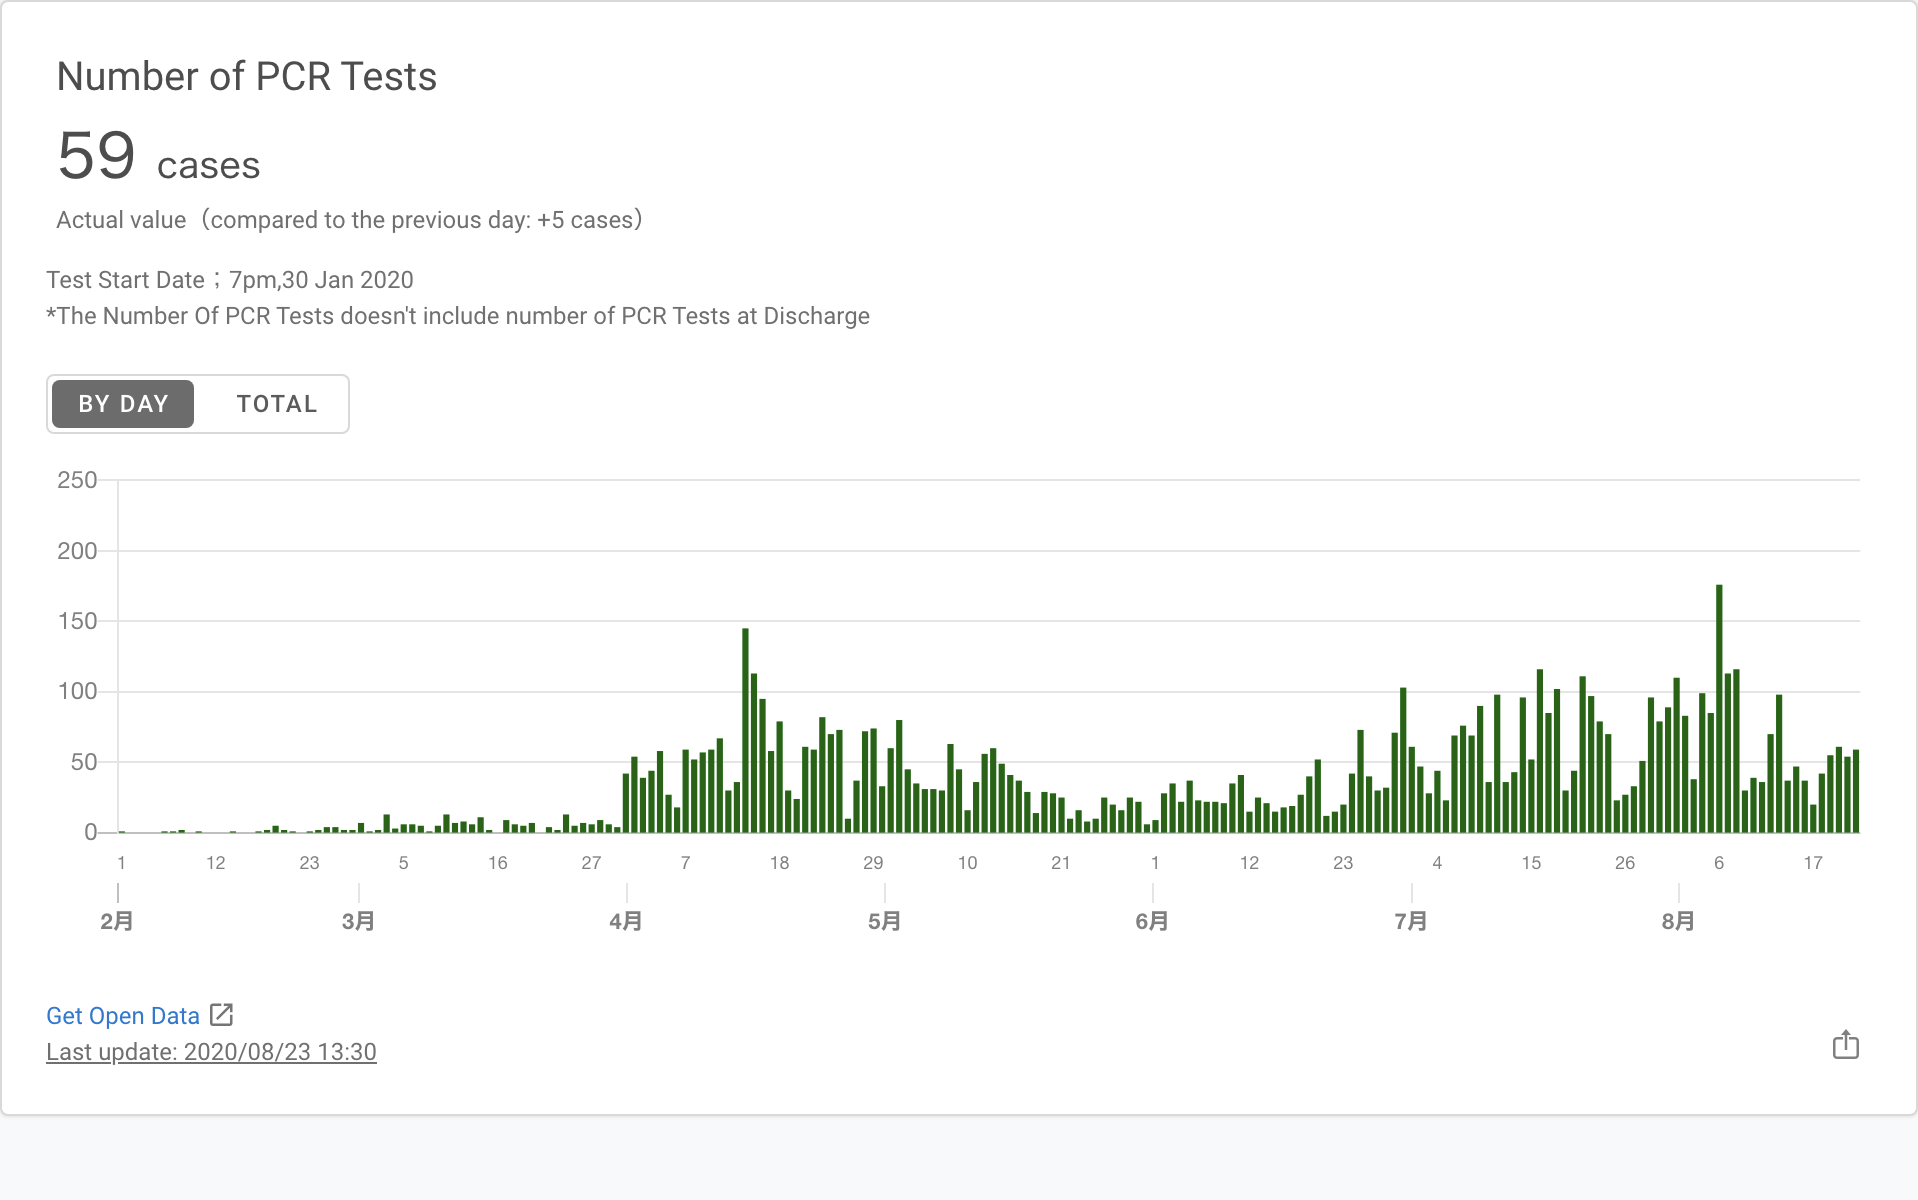 Number of PCR Tests
59 cases
Actual value（compared to the previous day: +5 cases）
Test Start Date；7pm,30 Jan 2020
*The Number Of PCR Tests doesn't include number of PCR Tests at Discharge
BY DAY TOTAL
250
200
150
100
50
0
1 12 23 5 16 27 7 18 29 10 21 1 12 23 4 15 26 6 17
2月 3月 4月 5月 6月 7月 8月
Get Open Data
Last update: 2020/08/23 13:30